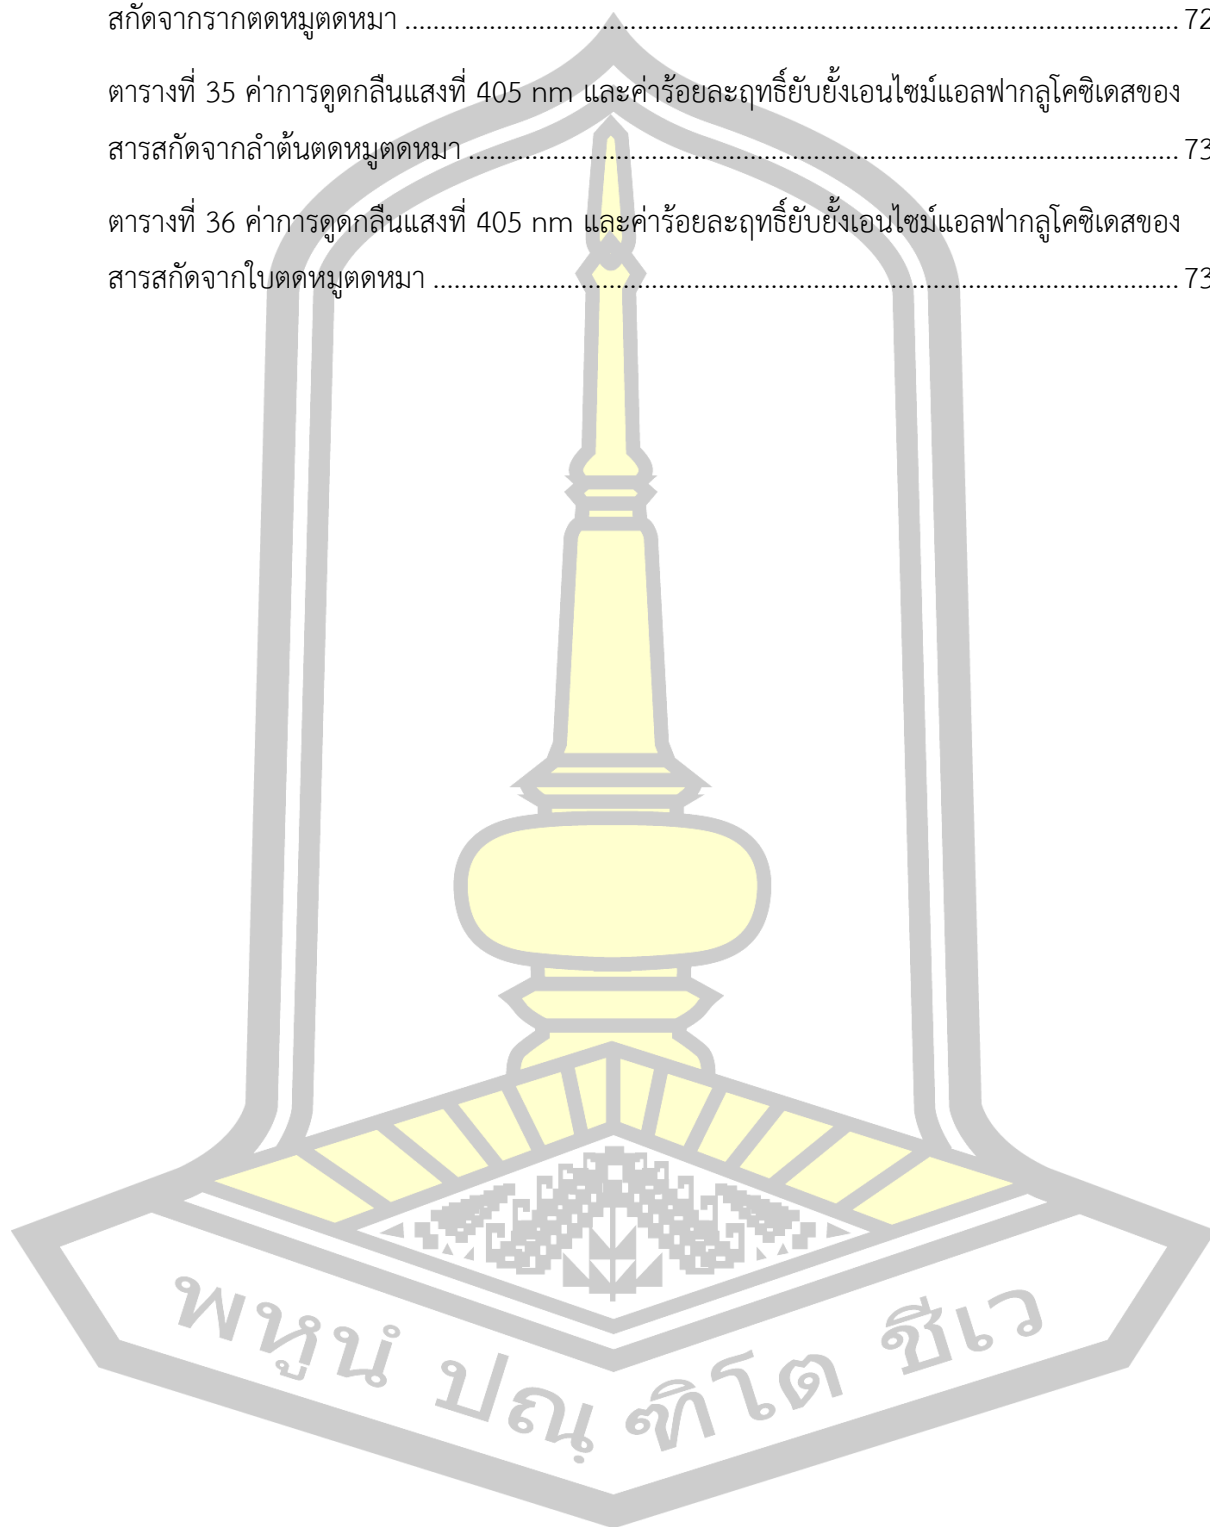 สกัดจากรากตดหมูตดหมา ........................................................................................................... 72
ตารางที่ 35 ค่าการดูดกลืนแสงที่ 405 nm และค่าร้อยละฤทธิ์ยับยั้งเอนไซม์แอลฟากลูโคซิเดสของ
สารสกัดจากลำต้นตดหมูตดหมา .................................................................................................. 73
ตารางที่ 36 ค่าการดูดกลืนแสงที่ 405 nm และค่าร้อยละฤทธิ์ยับยั้งเอนไซม์แอลฟากลูโคซิเดสของ
สารสกัดจากใบตดหมูตดหมา ....................................................................................................... 73
พหูนํ ปณฺฑิโต ชีเว